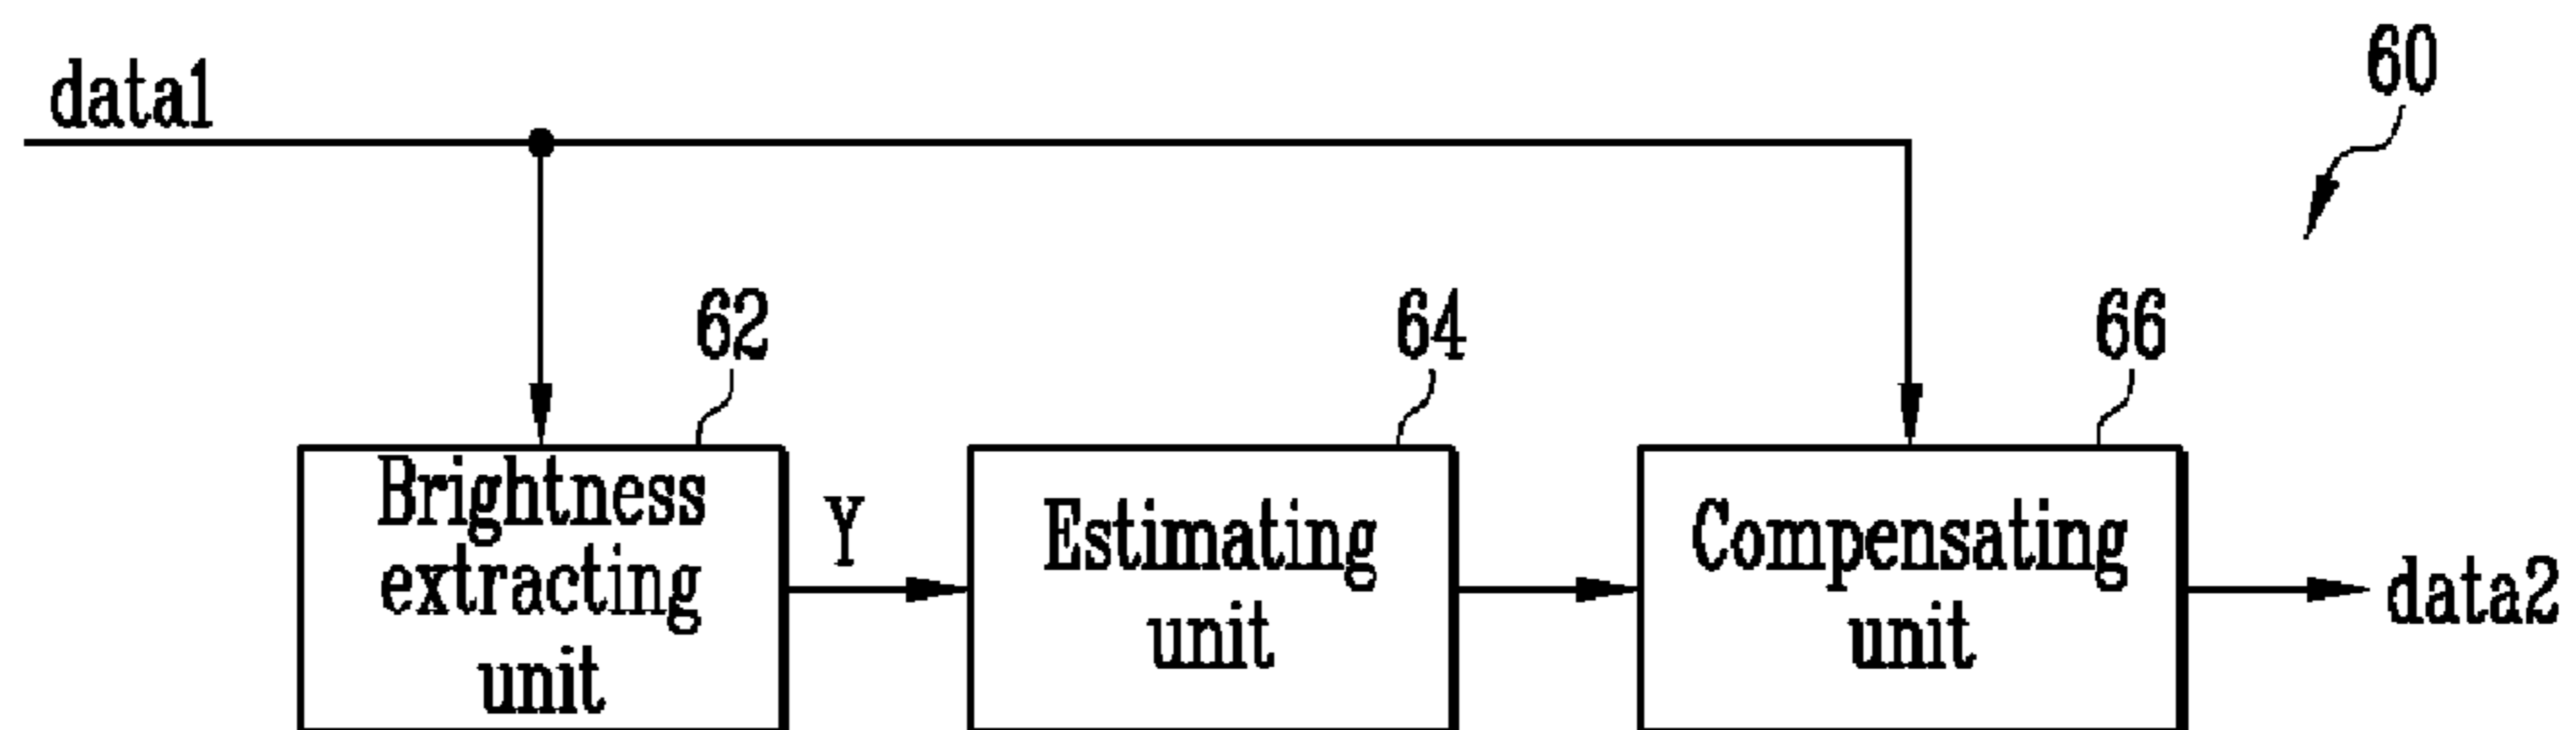 60
data1
62
64
66
Brightness
extracting
unit
Y
Estimating
unit
Compensating
unit
data2